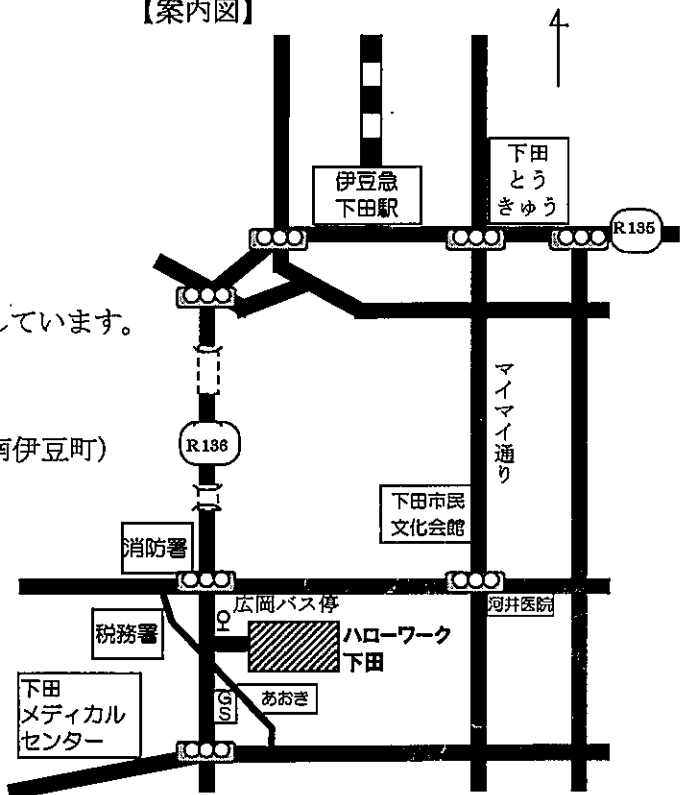 【案内図】
4
伊豆急
下田駅
下田
とう
きゅう
R135
しています。
マイマイ通り
R136
南伊豆町)
下田市民
文化会館
消防署
広岡バス停
河井医院
税務署
ハローワーク
下田
下田
メディカル
センター
GS
あおき